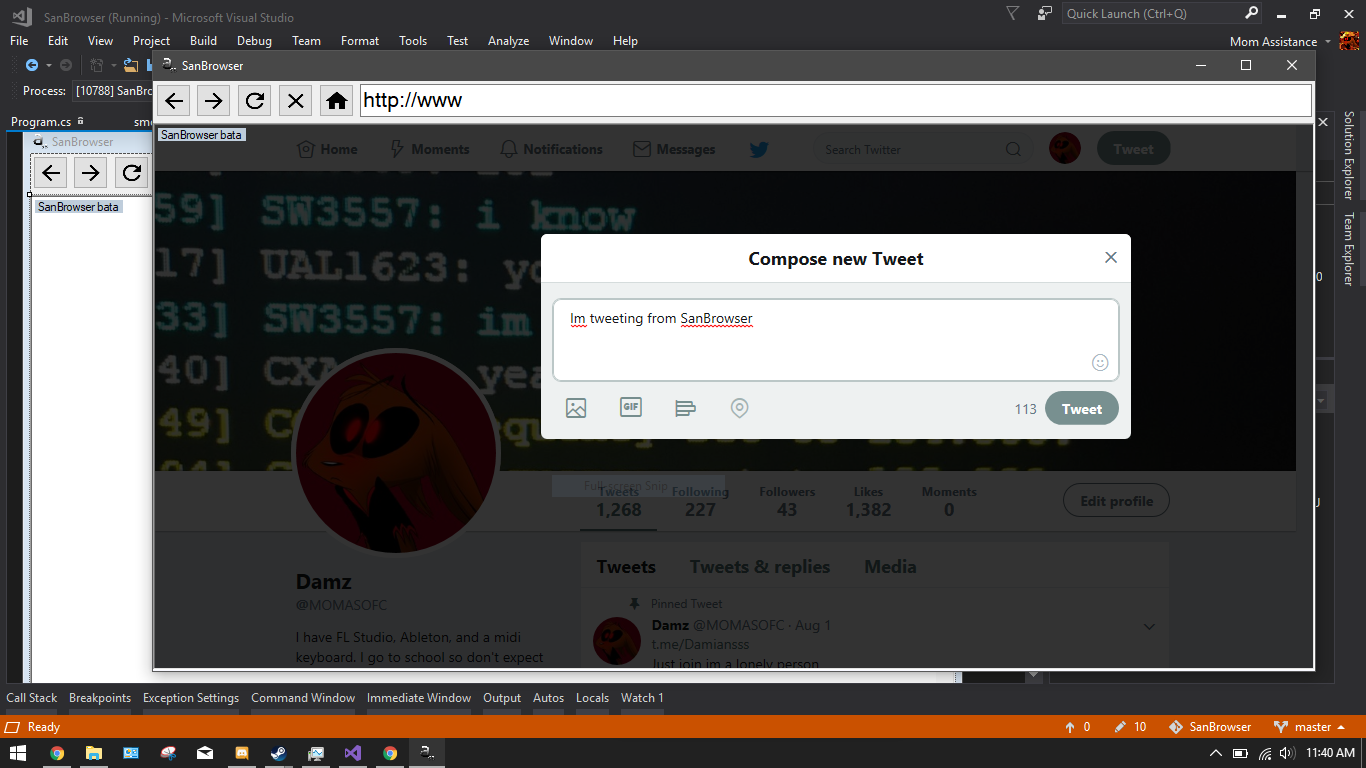 SanBrowser (Running) - Microsoft Visual Studio
Quick Launch (Ctrl+Q)
File Edit View Project Build Debug Team Format Tools Test Analyze Window Help
Mom Assistance
SanBrowser
Process: [10788] SanBro
http://www
Program.cs
SanBrowser
SanBrowser bata
Home Moments Notifications Messages Search Twitter Tweet
SanBrowser bata
Solution Explorer
Team Explorer
59] SW3557: i know
17] UAL1623:
33] SW3557: im
40] CXA
49]
Compose new Tweet
Im tweeting from SanBrowser
GIF
113 Tweet
Full-screen Snip
Tweets Following Followers Likes Moments
1,268 227 43 1,382 0
Edit profile
Damz
@MOMASOFC
I have FL Studio, Ableton, and a midi
keyboard. I go to school so don't expect
Tweets Tweets & replies Media
Pinned Tweet
Damz @MOMASOFC · Aug 1
t.me/Damiansss
Just join im a lonely person
Call Stack Breakpoints Exception Settings Command Window Immediate Window Output Autos Locals Watch 1
Ready
0 10 SanBrowser master
11:40 AM